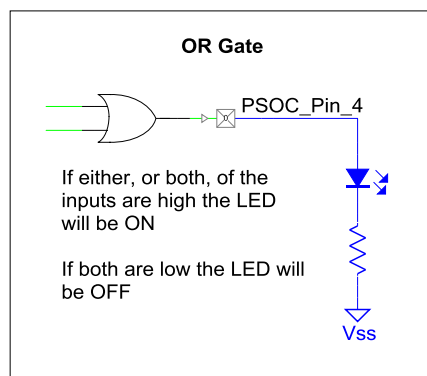 OR Gate
PSOC_Pin_4
If either, or both, of the
inputs are high the LED
will be ON
If both are low the LED will
be OFF
Vss